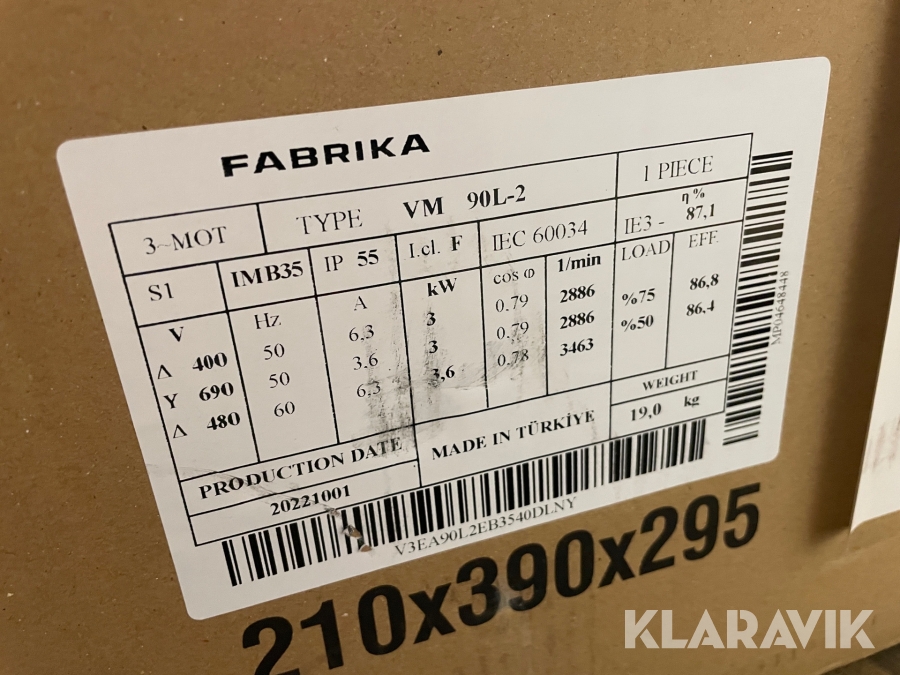 FABRIKA
3~MOT TYPE VM 90L-2 1 PIECE
S1 IMB35 IP 55 I.cl. F IEC 60034 IE3 - η % 87,1
V Hz A kW cos φ 1/min LOAD EFF.
Δ 400 50 6,3 3 0.79 2886 %75 86,8
Y 690 50 3.6 3 0.79 2886 %50 86,4
Δ 480 60 6,3 3,6 0.78 3463
WEIGHT
PRODUCTION DATE MADE IN TÜRKİYE 19,0 kg
20221001
V3EA90L2EB3540DLNY
MP04648448
210x390x295
KLARAVIK